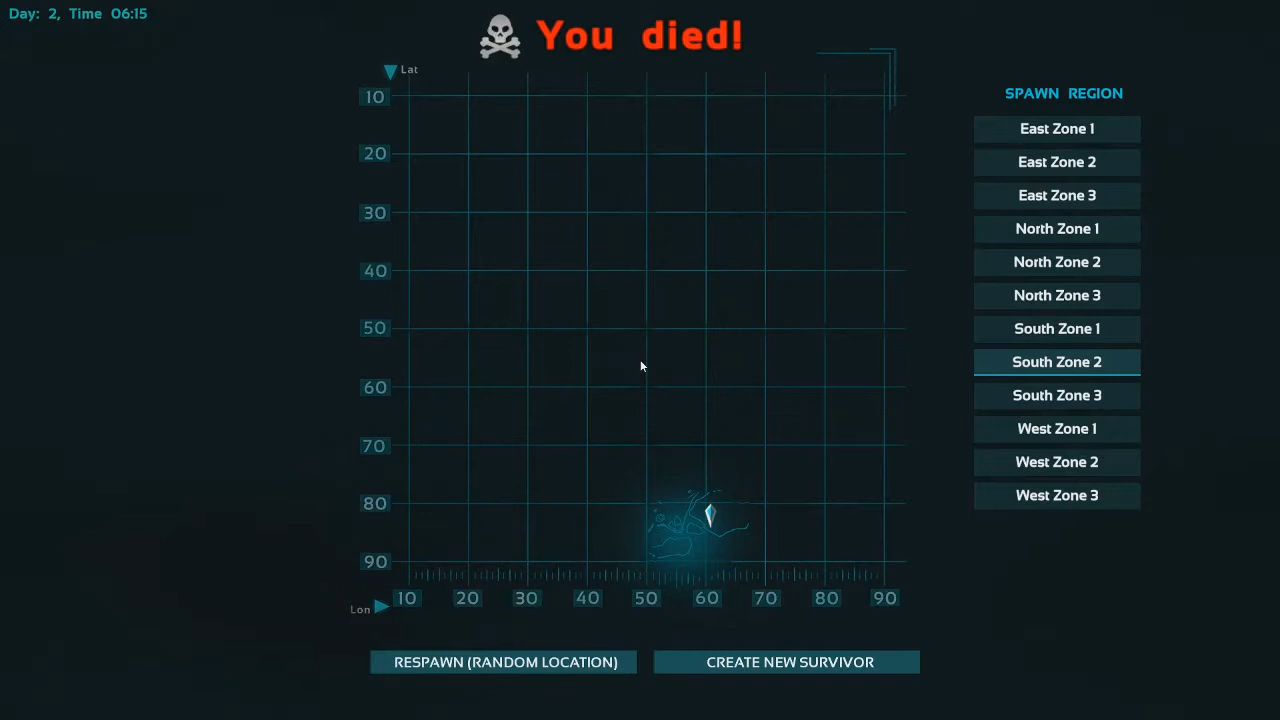 Day: 2, Time 06:15
You died!
Lat
10
20
30
40
50
60
70
80
90
Lon
10 20 30 40 50 60 70 80 90
SPAWN REGION
East Zone 1
East Zone 2
East Zone 3
North Zone 1
North Zone 2
North Zone 3
South Zone 1
South Zone 2
South Zone 3
West Zone 1
West Zone 2
West Zone 3
RESPAWN (RANDOM LOCATION)
CREATE NEW SURVIVOR